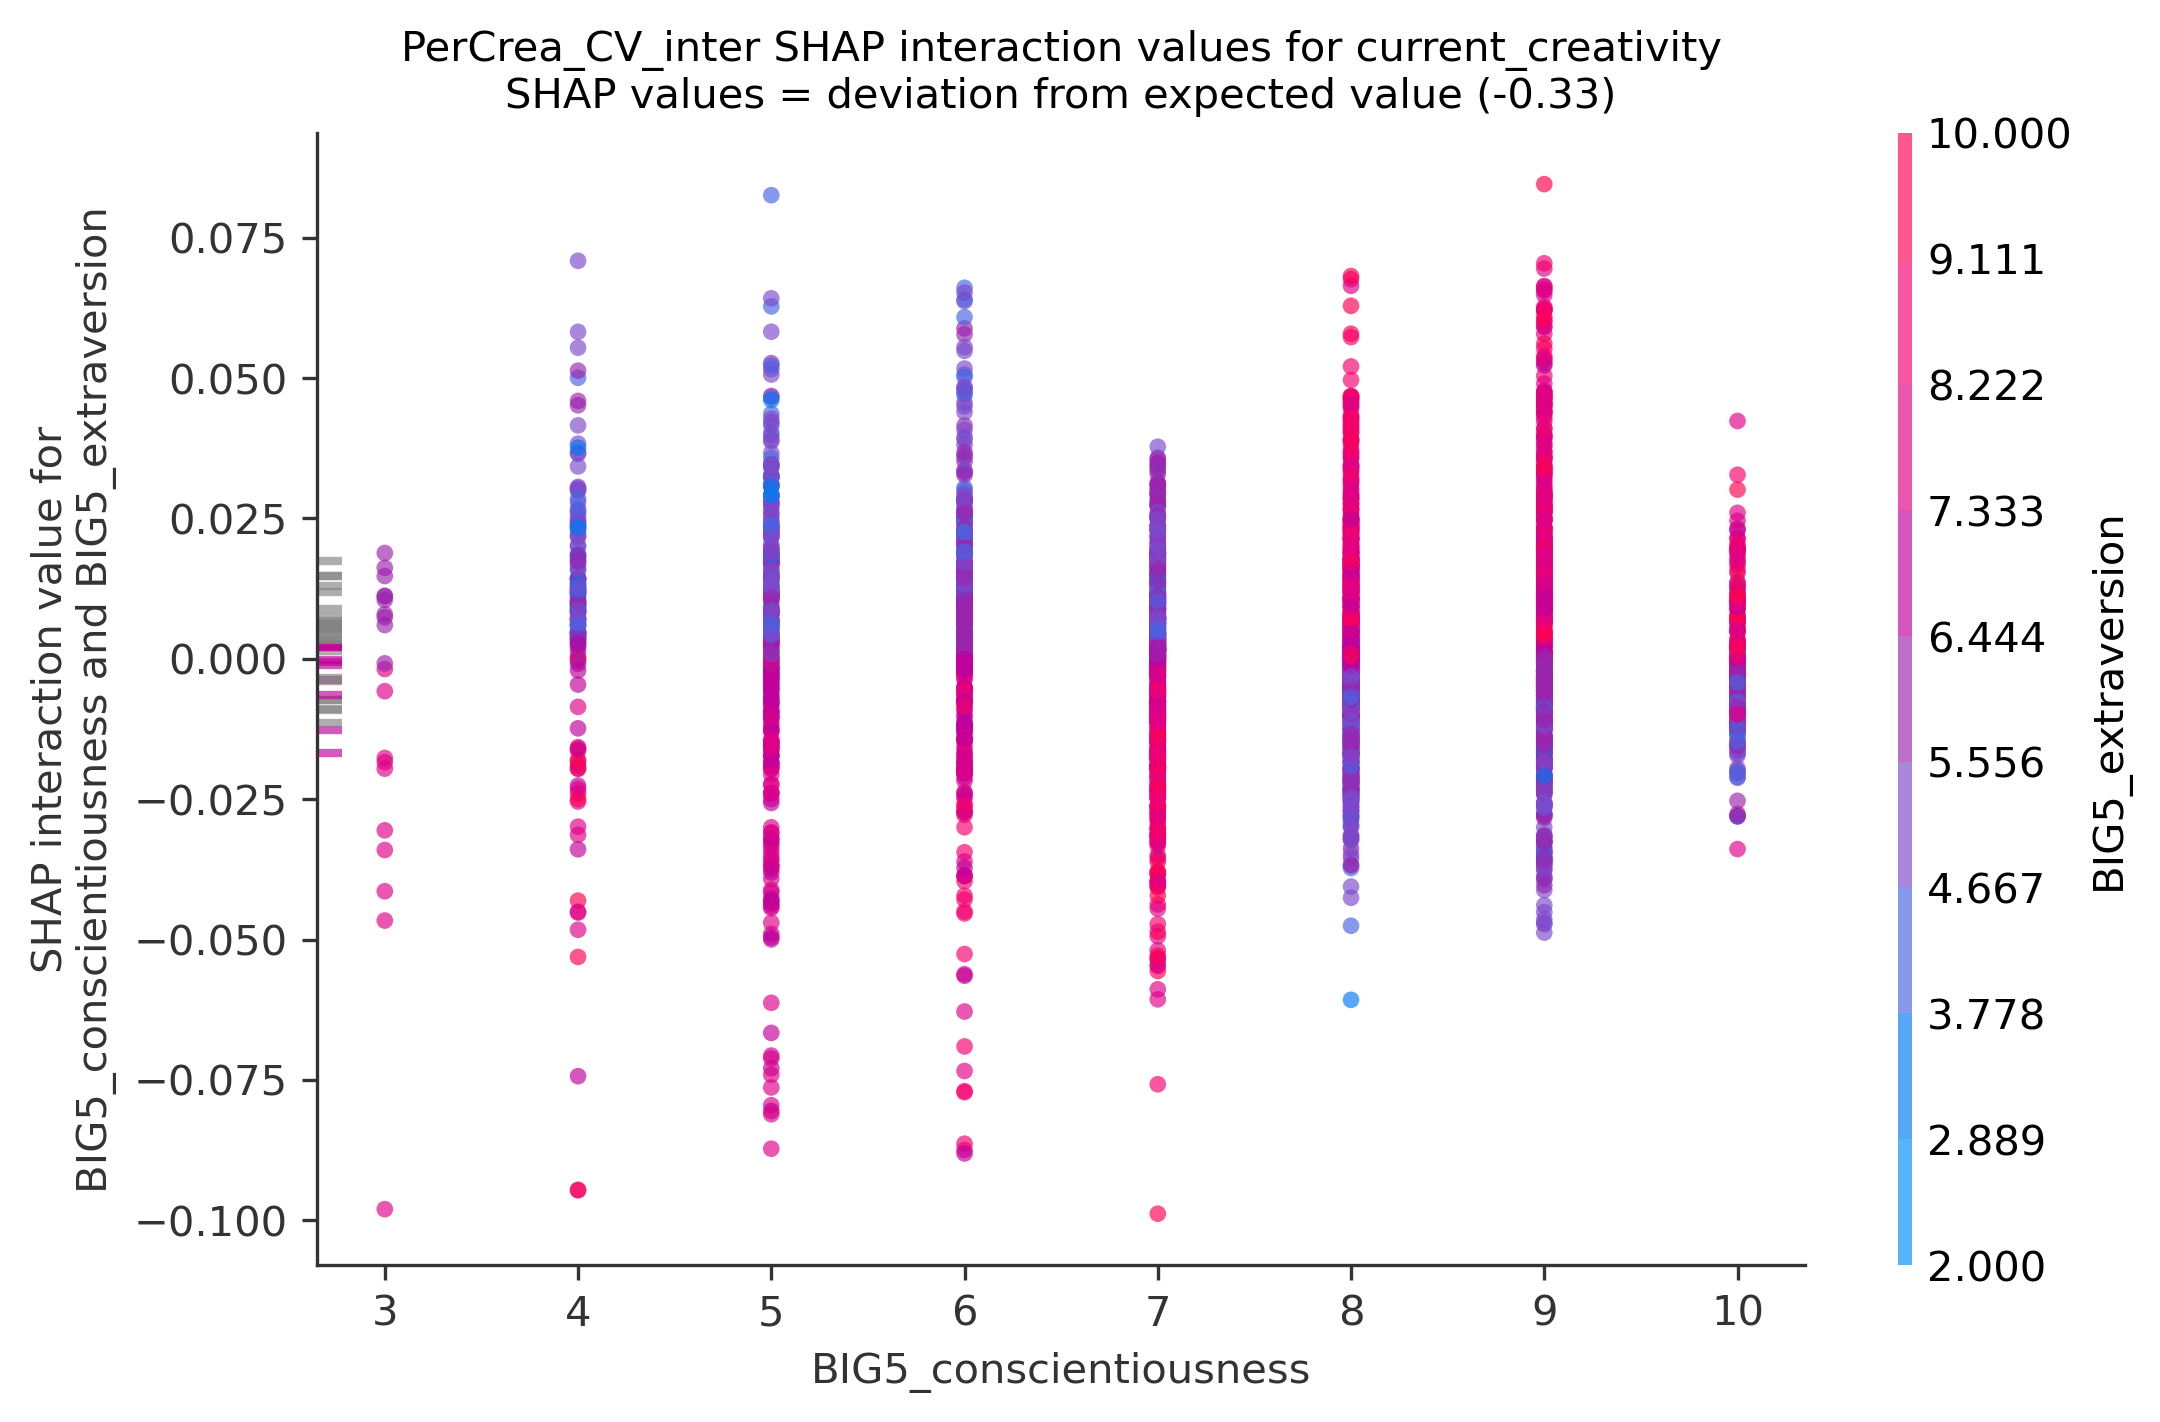 PerCrea_CV_inter SHAP interaction values for current_creativity
SHAP values = deviation from expected value (-0.33)
SHAP interaction value for
BIG5_conscientiousness and BIG5_extraversion
0.075
0.050
0.025
0.000
−0.025
−0.050
−0.075
−0.100
3 4 5 6 7 8 9 10
BIG5_conscientiousness
10.000
9.111
8.222
7.333
6.444
5.556
4.667
3.778
2.889
2.000
BIG5_extraversion